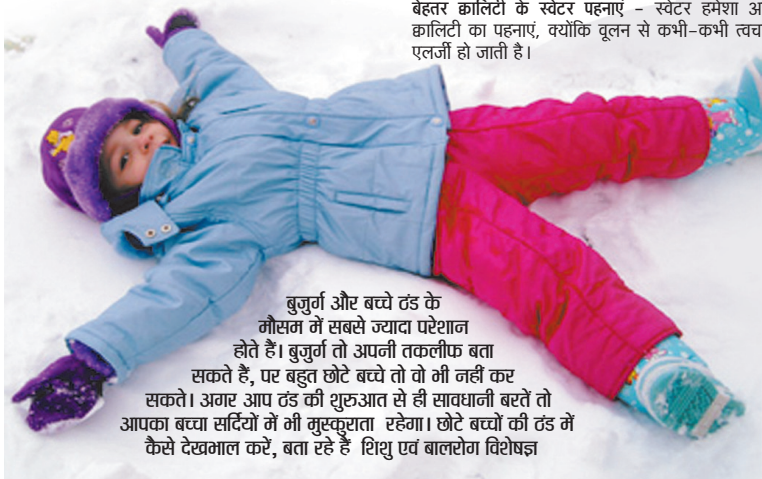 बेहतर क्वालिटी के स्वेटर पहनाएं - स्वेटर हमेशा
क्वालिटी का पहनाएं, क्योंकि वूलन से कभी-कभी
एलर्जी हो जाती है।
बुजुर्ग और बच्चे ठंड के
मौसम में सबसे ज्यादा परेशान
होते हैं। बुजुर्ग तो अपनी तकलीफ बता
सकते हैं, पर बहुत छोटे बच्चे तो वो भी नहीं कर
सकते। अगर आप ठंड की शुरुआत से ही सावधानी बरतें तो
आपका बच्चा सर्दियों में भी मुस्कुराता रहेगा। छोटे बच्चों की ठंड में
कैसे देखभाल करें, बता रहे हैं शिशु एवं बालरोग विशेषज्ञ